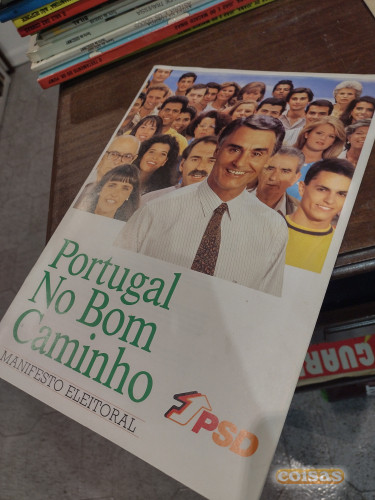 Portugal
No Bom
Caminho
MANIFESTO ELEITORAL
PSD
GUAR
coisas